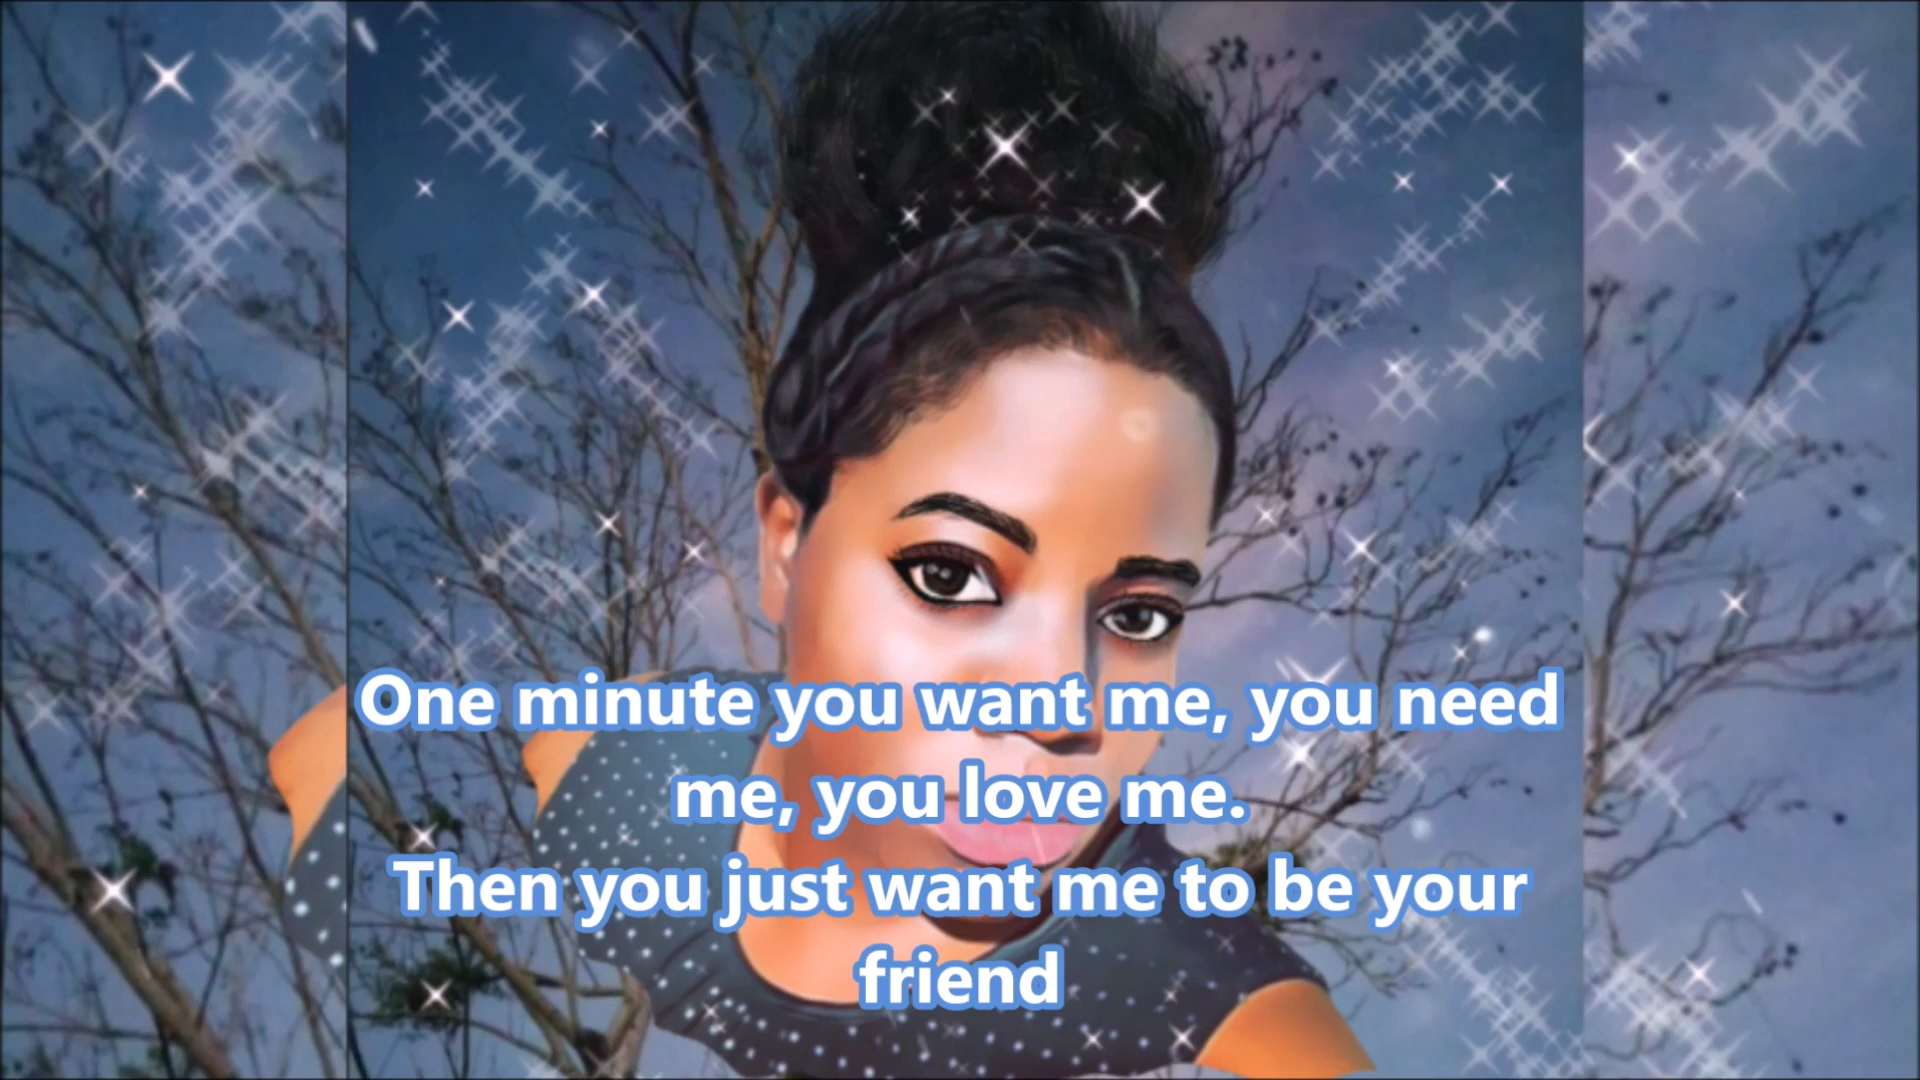 One minute you want me, you need
me, you love me.
Then you just want me to be your
friend